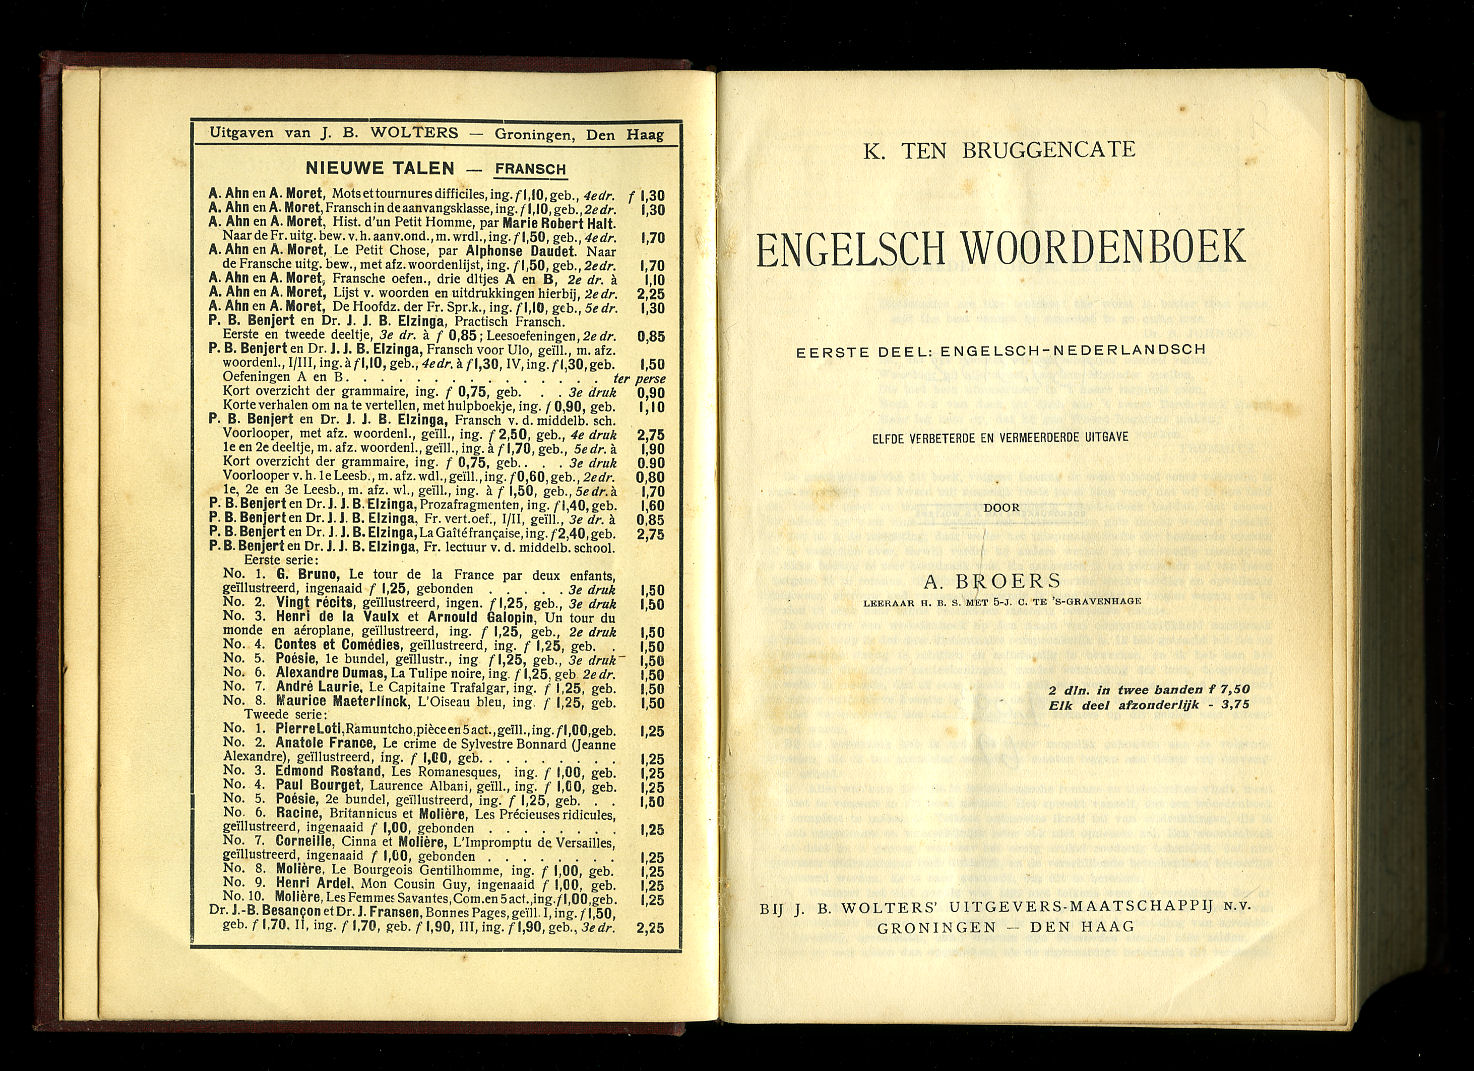 Uitgaven van J. B. WOLTERS — Groningen, Den Haag
NIEUWE TALEN — FRANSCH
A. Ahn en A. Moret, Mots et tournures difficiles, ing. f 1,10, geb., 4e dr. f 1,30
A. Ahn en A. Moret, Fransch in de aanvangsklasse, ing. f 1,10, geb., 2e dr. 1,30
A. Ahn en A. Moret, Hist. d'un Petit Homme, par Marie Robert Halt.
Naar de Fr. uitg. bew. v. h. aanv. ond., m. wrdl., ing. f 1,50, geb., 4e dr. 1,70
A. Ahn en A. Moret, Le Petit Chose, par Alphonse Daudet. Naar
de Fransche uitg. bew., met afz. woordenlijst, ing. f 1,50, geb., 2e dr. 1,70
A. Ahn en A. Moret, Fransche oefen., drie dltjes A en B, 2e dr. à 1,10
A. Ahn en A. Moret, Lijst v. woorden en uitdrukkingen hierbij, 2e dr. 2,25
A. Ahn en A. Moret, De Hoofdz. der Fr. Spr.k., ing. f 1,10, geb., 5e dr. 1,30
P. B. Benjert en Dr. J. J. B. Elzinga, Practisch Fransch.
Eerste en tweede deeltje, 3e dr. à f 0,85; Leesoefeningen, 2e dr. 0,85
P. B. Benjert en Dr. J. J. B. Elzinga, Fransch voor Ulo, geïll., m. afz.
woordenl., I/III, ing. à f 1,10, geb., 4e dr. à f 1,30, IV, ing. f 1,30, geb. 1,50
Oefeningen A en B. . . . . . . . . . . . . . . ter perse
Kort overzicht der grammaire, ing. f 0,75, geb. . . 3e druk 0,90
Korte verhalen om na te vertellen, met hulpboekje, ing. f 0,90, geb. 1,10
P. B. Benjert en Dr. J. J. B. Elzinga, Fransch v. d. middelb. sch.
Voorlooper, met afz. woordenl., geïll., ing. f 2,50, geb., 4e druk 2,75
1e en 2e deeltje, m. afz. woordenl., geïll., ing. à f 1,70, geb., 5e dr. à 1,90
Kort overzicht der grammaire, ing. f 0,75, geb. . . . 3e druk 0.90
Voorlooper v. h. 1e Leesb., m. afz. wdl., geïll., ing. f 0,60, geb., 2e dr. 0,80
1e, 2e en 3e Leesb., m. afz. wl., geïll., ing. à f 1,50, geb., 5e dr. à 1,70
P. B. Benjert en Dr. J. J. B. Elzinga, Prozafragmenten, ing. f 1,40, geb. 1,60
P. B. Benjert en Dr. J. J. B. Elzinga, Fr. vert. oef., I/II, geïll., 3e dr. à 0,85
P. B. Benjert en Dr. J. J. B. Elzinga, La Gaîté française, ing. f 2,40, geb. 2,75
P. B. Benjert en Dr. J. J. B. Elzinga, Fr. lectuur v. d. middelb. school.
Eerste serie:
No. 1. G. Bruno, Le tour de la France par deux enfants,
geïllustreerd, ingenaaid f 1,25, gebonden . . . . . 3e druk 1,50
No. 2. Vingt récits, geïllustreerd, ingen. f 1,25, geb., 3e druk 1,50
No. 3. Henri de la Vaulx et Arnould Galopin, Un tour du
monde en aéroplane, geïllustreerd, ing. f 1,25, geb., 2e druk 1,50
No. 4. Contes et Comédies, geïllustreerd, ing. f 1,25, geb. . 1,50
No. 5. Poésie, 1e bundel, geïllustr., ing f 1,25, geb., 3e druk 1,50
No. 6. Alexandre Dumas, La Tulipe noire, ing. f 1,25, geb 2e dr. 1,50
No. 7. André Laurie, Le Capitaine Trafalgar, ing. f 1,25, geb. 1,50
No. 8. Maurice Maeterlinck, L'Oiseau bleu, ing. f 1,25, geb. 1,50
Tweede serie:
No. 1. Pierre Loti, Ramuntcho, pièce en 5 act., geïll., ing. f 1,00, geb. 1,25
No. 2. Anatole France, Le crime de Sylvestre Bonnard (Jeanne
Alexandre), geïllustreerd, ing. f 1,00, geb. . . . . . . . . 1,25
No. 3. Edmond Rostand, Les Romanesques, ing. f 1,00, geb. 1,25
No. 4. Paul Bourget, Laurence Albani, geïll., ing. f 1,00, geb. 1,25
No. 5. Poésie, 2e bundel, geïllustreerd, ing. f 1,25, geb. . . 1,50
No. 6. Racine, Britannicus et Molière, Les Précieuses ridicules,
geïllustreerd, ingenaaid f 1,00, gebonden . . . . . . . . 1,25
No. 7. Corneille, Cinna et Molière, L'Impromptu de Versailles,
geïllustreerd, ingenaaid f 1,00, gebonden . . . . . . . . 1,25
No. 8. Molière, Le Bourgeois Gentilhomme, ing. f 1,00, geb. 1,25
No. 9. Henri Ardel, Mon Cousin Guy, ingenaaid f 1,00, geb. 1,25
No. 10. Molière, Les Femmes Savantes, Com. en 5 act., ing. f 1,00, geb. 1,25
Dr. J.-B. Besançon et Dr. J. Fransen, Bonnes Pages, geïll. I, ing. f 1,50,
geb. f 1,70, II, ing. f 1,70, geb. f 1,90, III, ing. f 1,90, geb., 3e dr. 2,25
K. TEN BRUGGENCATE
ENGELSCH WOORDENBOEK
EERSTE DEEL: ENGELSCH-NEDERLANDSCH
ELFDE VERBETERDE EN VERMEERDERDE UITGAVE
DOOR
A. BROERS
LEERAAR H. B. S. MET 5-J. C. TE 'S-GRAVENHAGE
2 dln. in twee banden f 7,50
Elk deel afzonderlijk - 3,75
BIJ J. B. WOLTERS' UITGEVERS-MAATSCHAPPIJ N.V.
GRONINGEN — DEN HAAG